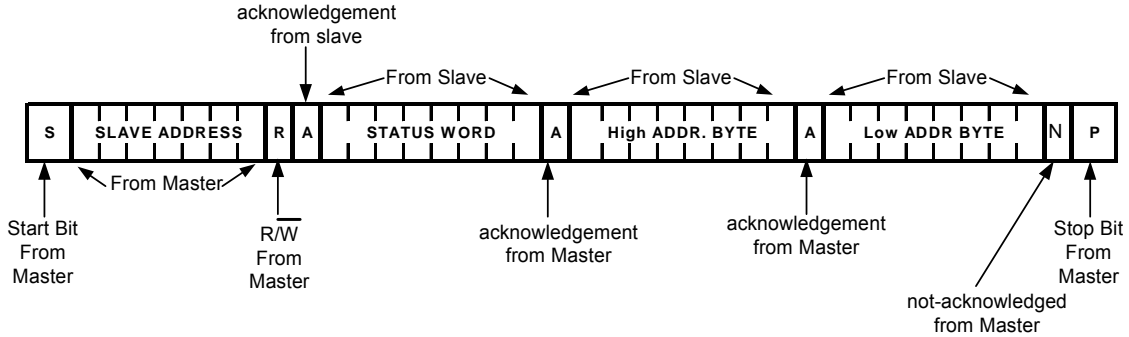 acknowledgement
from slave
From Slave
From Slave
From Slave
S SLAVE ADDRESS R A STATUS WORD A High ADDR. BYTE A Low ADDR BYTE N P
From Master
Start Bit
From
Master
R/W̅
From
Master
acknowledgement
from Master
acknowledgement
from Master
not-acknowledged
from Master
Stop Bit
From
Master